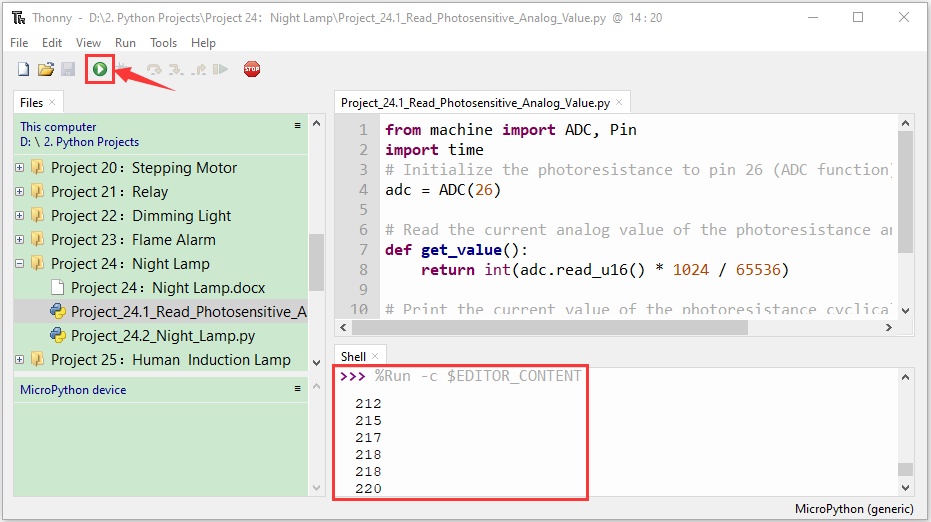 Thonny - D:\2. Python Projects\Project 24：Night Lamp\Project_24.1_Read_Photosensitive_Analog_Value.py @ 14 : 20
File Edit View Run Tools Help
STOP
Files
This computer
D: \ 2. Python Projects
Project 20：Stepping Motor
Project 21：Relay
Project 22：Dimming Light
Project 23：Flame Alarm
Project 24：Night Lamp
Project 24：Night Lamp.docx
Project_24.1_Read_Photosensitive_A
Project_24.2_Night_Lamp.py
Project 25：Human Induction Lamp
MicroPython device
Project_24.1_Read_Photosensitive_Analog_Value.py
1 from machine import ADC, Pin
2 import time
3 # Initialize the photoresistance to pin 26 (ADC function)
4 adc = ADC(26)
5
6 # Read the current analog value of the photoresistance an
7 def get_value():
8     return int(adc.read_u16() * 1024 / 65536)
9
10 # Print the current value of the photoresistance cyclica
Shell
>>> %Run -c $EDITOR_CONTENT
212
215
217
218
218
220
MicroPython (generic)